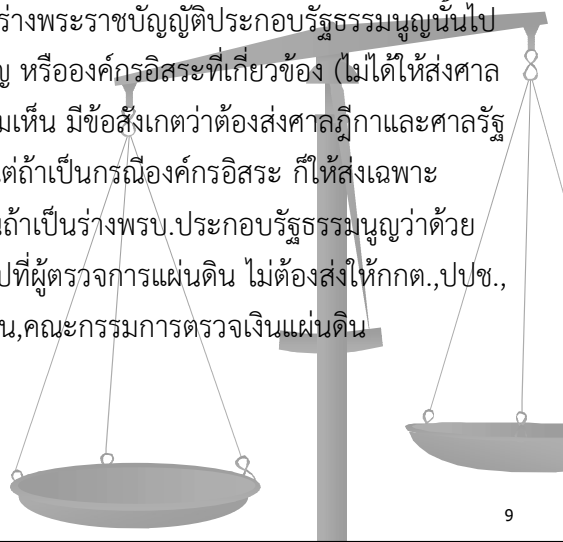 ร่างพระราชบัญญัติประกอบรัฐธรรมนูญนั้นไป
ญ หรือองค์กรอิสระที่เกี่ยวข้อง (ไม่ได้ให้ส่งศาล
มเห็น มีข้อสังเกตว่าต้องส่งศาลฎีกาและศาลรัฐ
ต่ถ้าเป็นกรณีองค์กรอิสระ ก็ให้ส่งเฉพาะ
นถ้าเป็นร่างพรบ.ประกอบรัฐธรรมนูญว่าด้วย
ปที่ผู้ตรวจการแผ่นดิน ไม่ต้องส่งให้กกต.,ปปช.,
น,คณะกรรมการตรวจเงินแผ่นดิน
9